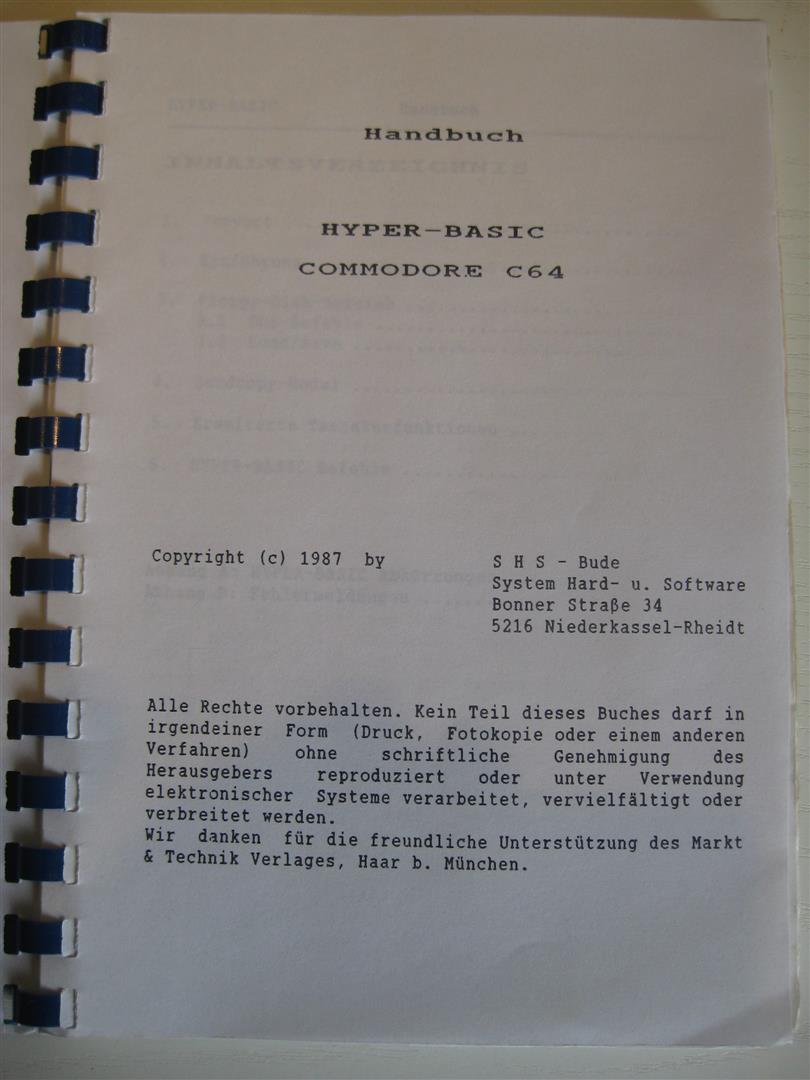 Handbuch
HYPER-BASIC
COMMODORE C64
Copyright (c) 1987 by
S H S - Bude
System Hard- u. Software
Bonner Straße 34
5216 Niederkassel-Rheidt
Alle Rechte vorbehalten. Kein Teil dieses Buches darf in
irgendeiner Form (Druck, Fotokopie oder einem anderen
Verfahren) ohne schriftliche Genehmigung des
Herausgebers reproduziert oder unter Verwendung
elektronischer Systeme verarbeitet, vervielfältigt oder
verbreitet werden.
Wir danken für die freundliche Unterstützung des Markt
& Technik Verlages, Haar b. München.